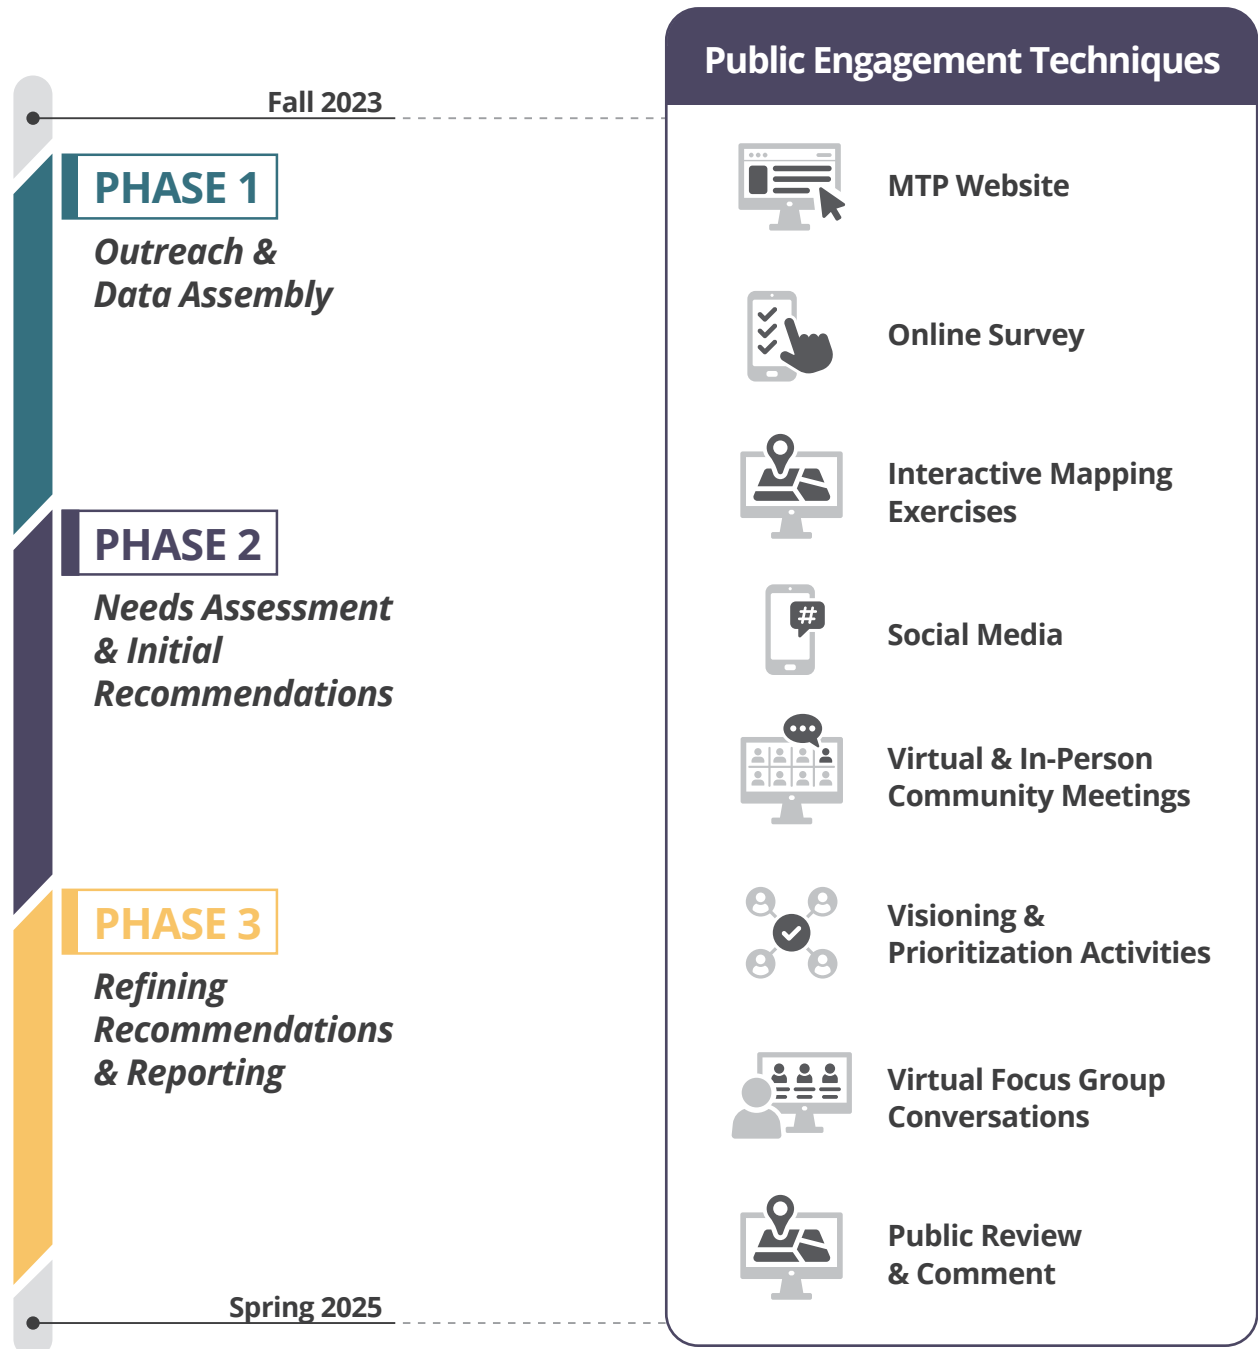 Fall 2023
PHASE 1
Outreach &
Data Assembly
PHASE 2
Needs Assessment
& Initial
Recommendations
PHASE 3
Refining
Recommendations
& Reporting
Spring 2025
Public Engagement Techniques
MTP Website
Online Survey
Interactive Mapping
Exercises
#
Social Media
Virtual & In-Person
Community Meetings
Visioning &
Prioritization Activities
Virtual Focus Group
Conversations
Public Review
& Comment